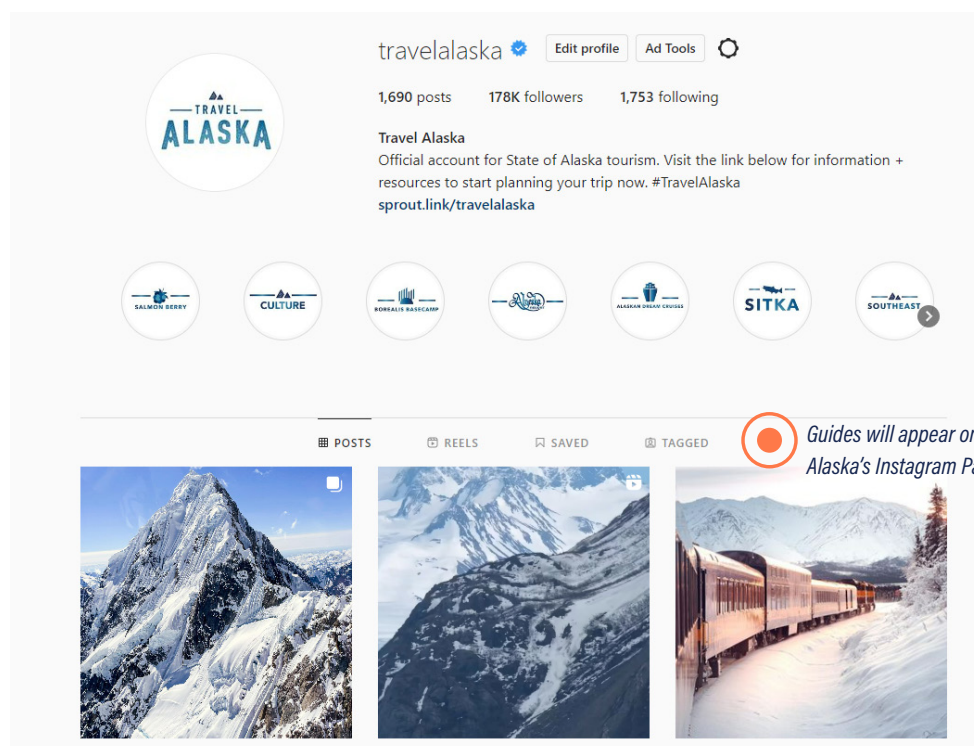 travelalaska Edit profile Ad Tools
1,690 posts 178K followers 1,753 following
TRAVEL
ALASKA
Travel Alaska
Official account for State of Alaska tourism. Visit the link below for information +
resources to start planning your trip now. #TravelAlaska
sprout.link/travelalaska
SALMON BERRY
CULTURE
BOREALIS BASECAMP
Alyeska
ALASKAN DREAM CRUISES
SITKA
SOUTHEAST
POSTS REELS SAVED TAGGED
Guides will appear on
Alaska's Instagram Pa